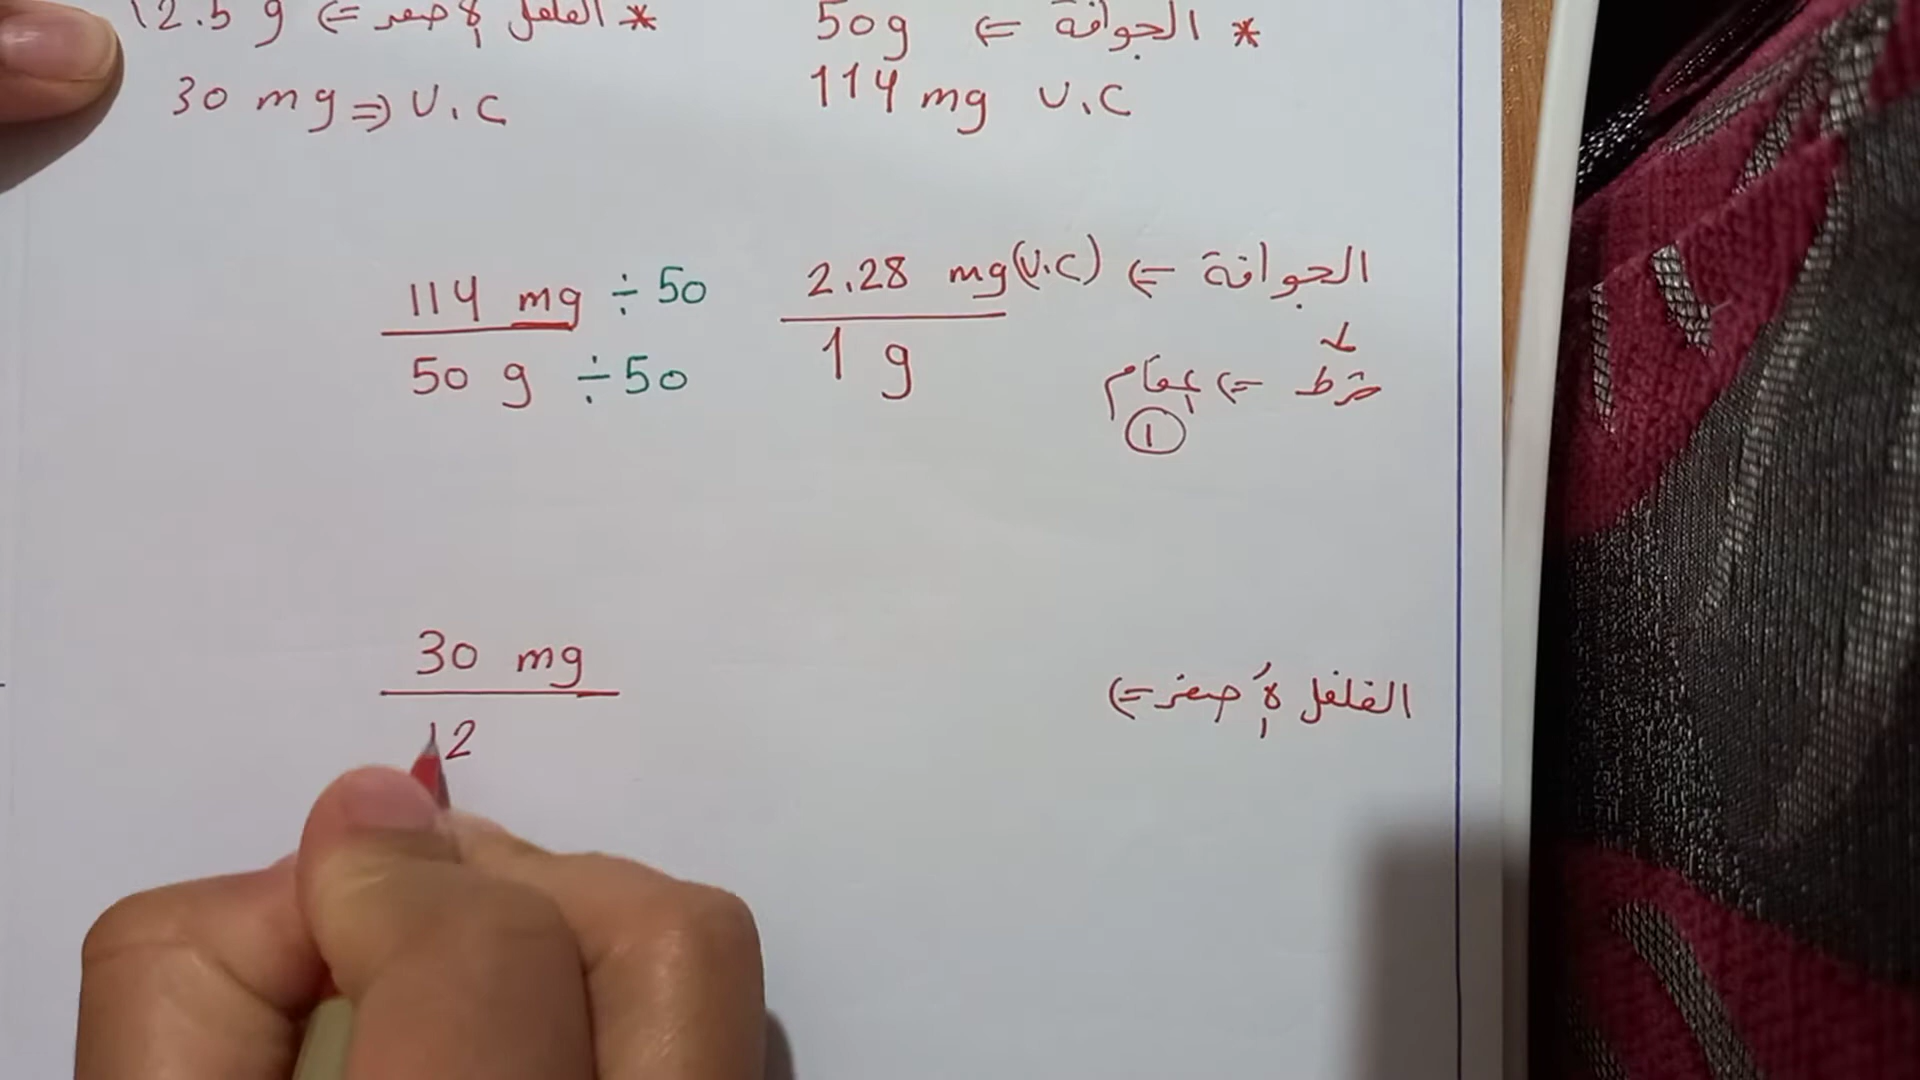 * الجوافة ⇐ 50g
114 mg V.C
* الفلفل الأصفر ⇐ 12.5 g
30 mg ⇒ V.C
الجوافة ⇐ 2.28 mg(V.C)
1 g
114 mg ÷ 50
50 g ÷ 50
شرط ⇐ مقام
1
الفلفل الأصفر ⇐
30 mg
12